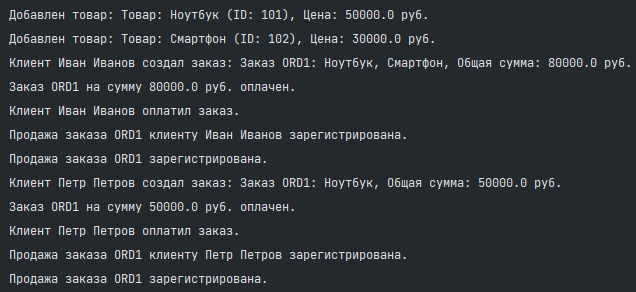 Добавлен товар: Товар: Ноутбук (ID: 101), Цена: 50000.0 руб.
Добавлен товар: Товар: Смартфон (ID: 102), Цена: 30000.0 руб.
Клиент Иван Иванов создал заказ: Заказ ORD1: Ноутбук, Смартфон, Общая сумма: 80000.0 руб.
Заказ ORD1 на сумму 80000.0 руб. оплачен.
Клиент Иван Иванов оплатил заказ.
Продажа заказа ORD1 клиенту Иван Иванов зарегистрирована.
Продажа заказа ORD1 зарегистрирована.
Клиент Петр Петров создал заказ: Заказ ORD1: Ноутбук, Общая сумма: 50000.0 руб.
Заказ ORD1 на сумму 50000.0 руб. оплачен.
Клиент Петр Петров оплатил заказ.
Продажа заказа ORD1 клиенту Петр Петров зарегистрирована.
Продажа заказа ORD1 зарегистрирована.